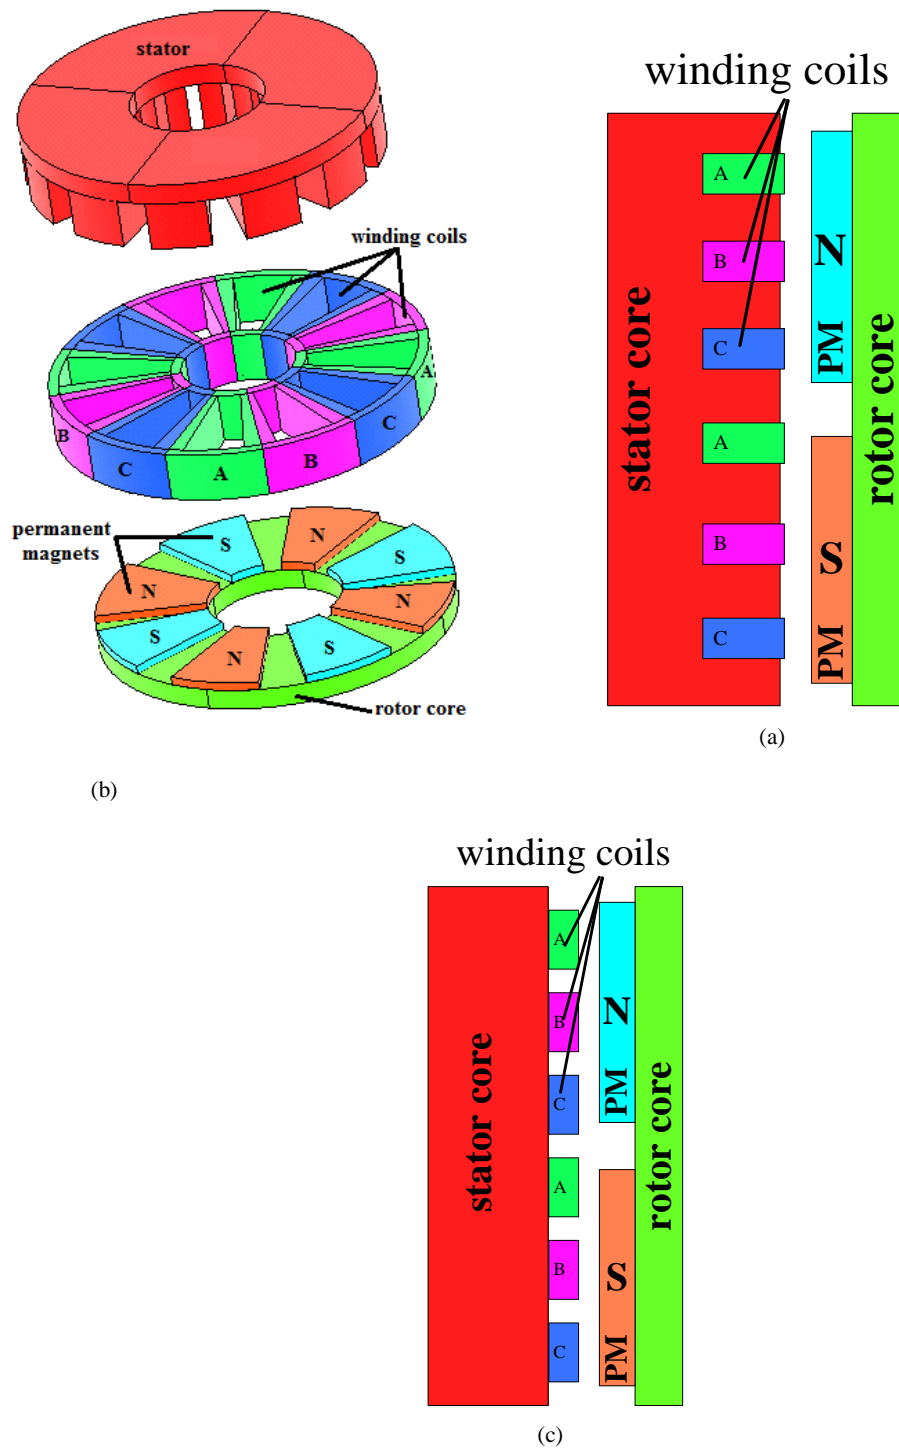 stator
winding coils
A
B
C
A
B
C
B
C
A
B
C
A
stator core
N
PM
S
PM
rotor core
permanent
magnets
S
N
S
N
S
N
S
N
rotor core
(a)
(b)
winding coils
A
B
C
A
B
C
stator core
N
PM
S
PM
rotor core
(c)
winding coils